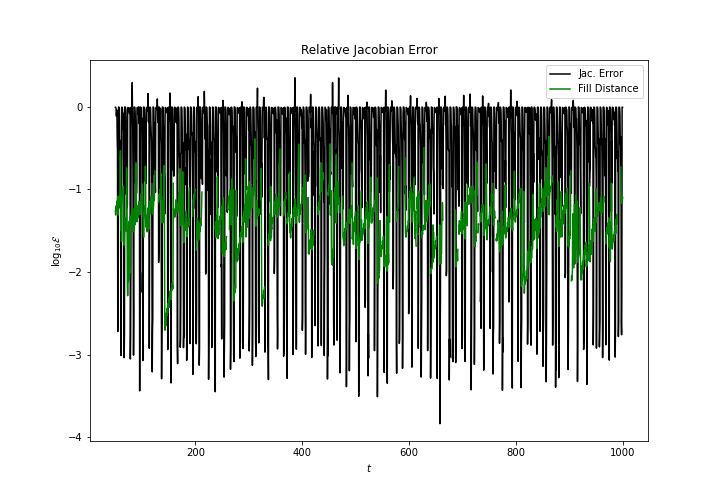 Relative Jacobian Error
Jac. Error
Fill Distance
0
−1
−2
−3
−4
log₁₀ℰ
200
400
600
800
1000
t